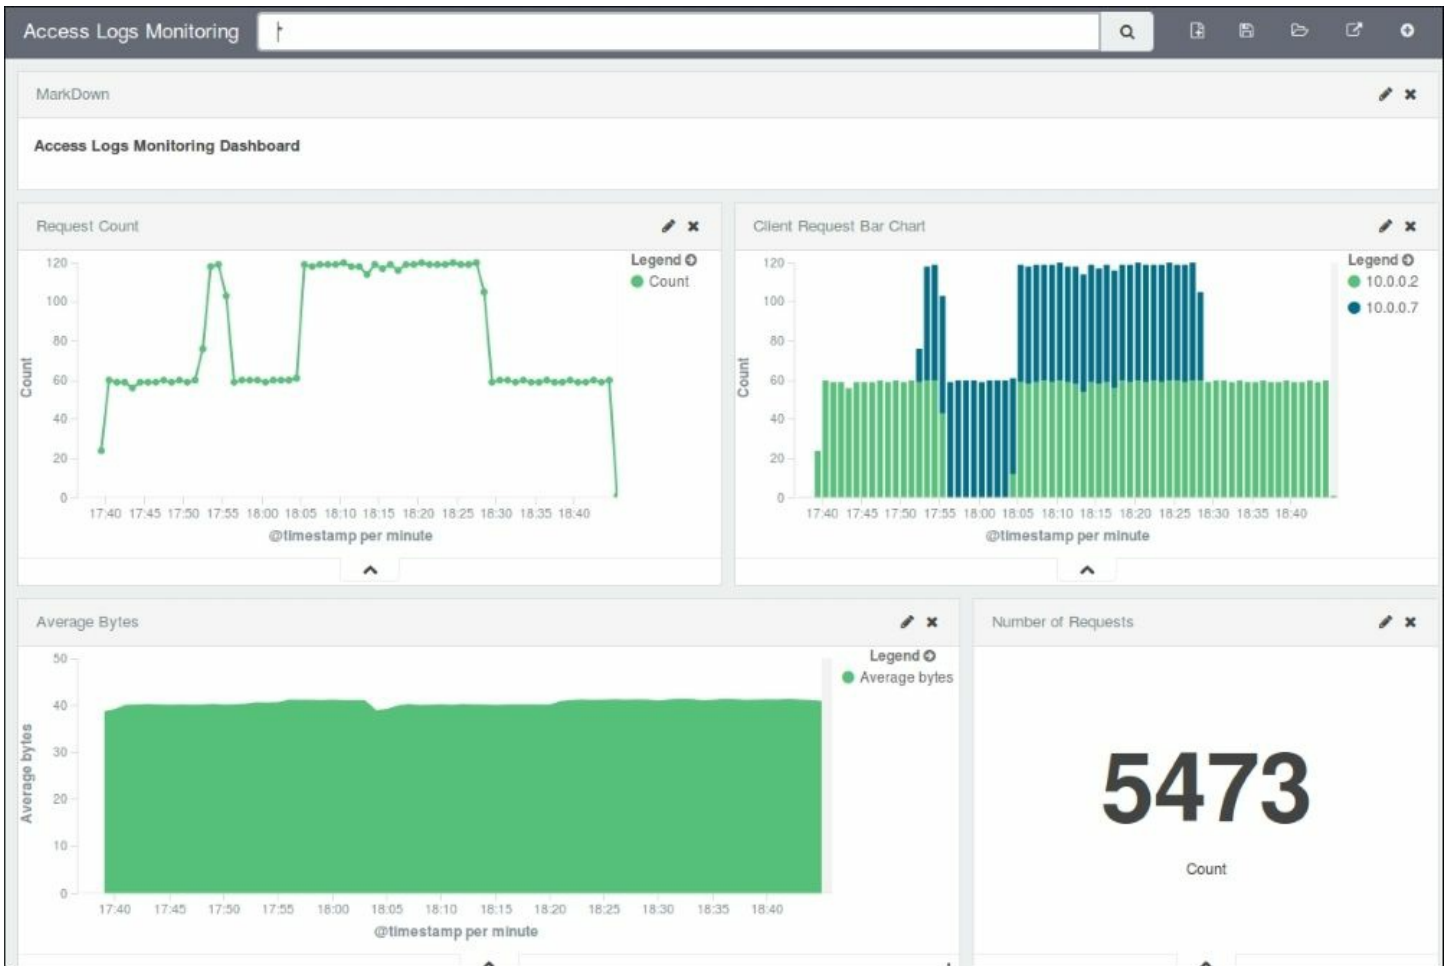 Access Logs Monitoring
*
MarkDown
Access Logs Monitoring Dashboard
Request Count
Client Request Bar Chart
120
100
80
60
40
20
0
Count
17:40 17:45 17:50 17:55 18:00 18:05 18:10 18:15 18:20 18:25 18:30 18:35 18:40
@timestamp per minute
Legend
Count
120
100
80
60
40
20
0
Count
17:40 17:45 17:50 17:55 18:00 18:05 18:10 18:15 18:20 18:25 18:30 18:35 18:40
@timestamp per minute
Legend
10.0.0.2
10.0.0.7
Average Bytes
50
40
30
20
10
0
Average bytes
17:40 17:45 17:50 17:55 18:00 18:05 18:10 18:15 18:20 18:25 18:30 18:35 18:40
@timestamp per minute
Legend
Average bytes
Number of Requests
5473
Count